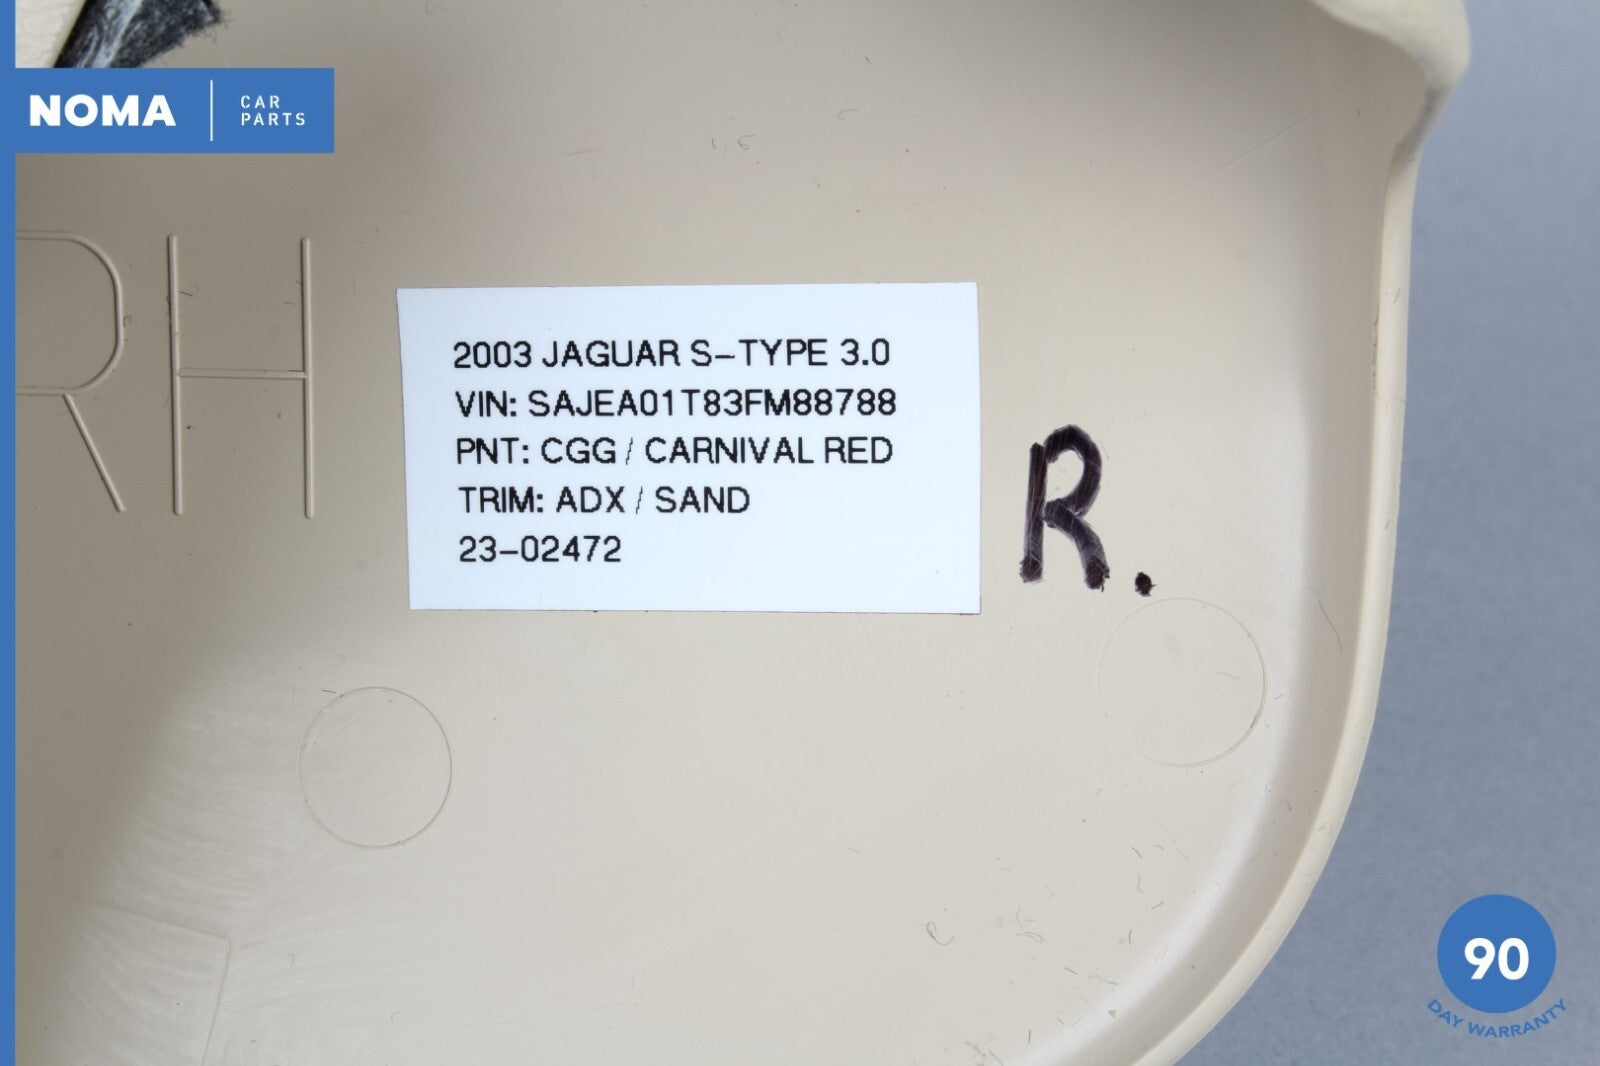 NOMA
CAR
PARTS
RH
2003 JAGUAR S-TYPE 3.0
VIN: SAJEA01T83FM88788
PNT: CGG / CARNIVAL RED
TRIM: ADX / SAND
23-02472
R.
90
DAY WARRANTY